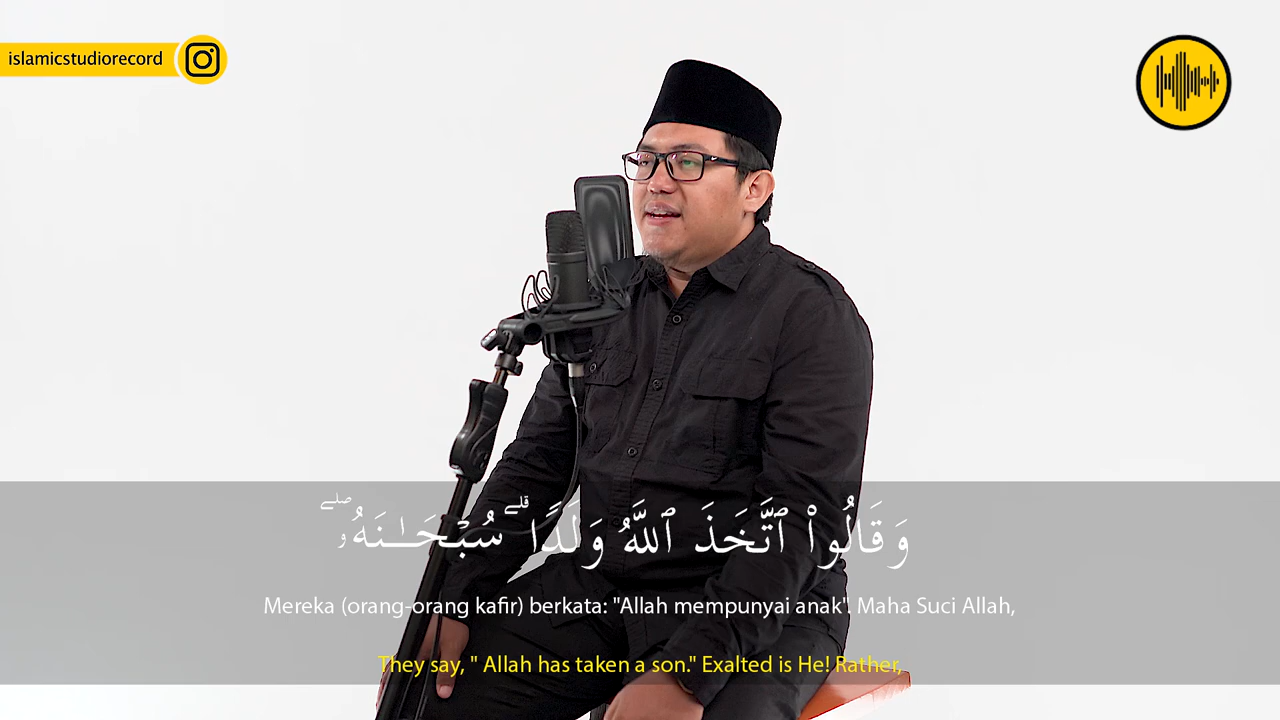 islamicstudiorecord
وَقَالُوا۟ ٱتَّخَذَ ٱللَّهُ وَلَدًا ۗ سُبْحَـٰنَهُۥ ۖ
Mereka (orang-orang kafir) berkata: "Allah mempunyai anak". Maha Suci Allah,
They say, " Allah has taken a son." Exalted is He! Rather,